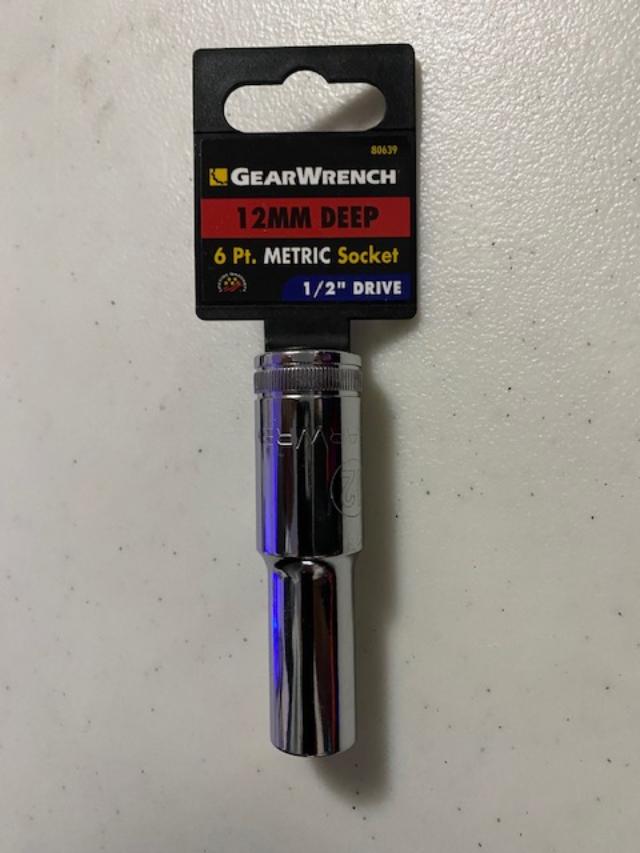 80639
GEARWRENCH
12MM DEEP
6 Pt. METRIC Socket
1/2" DRIVE